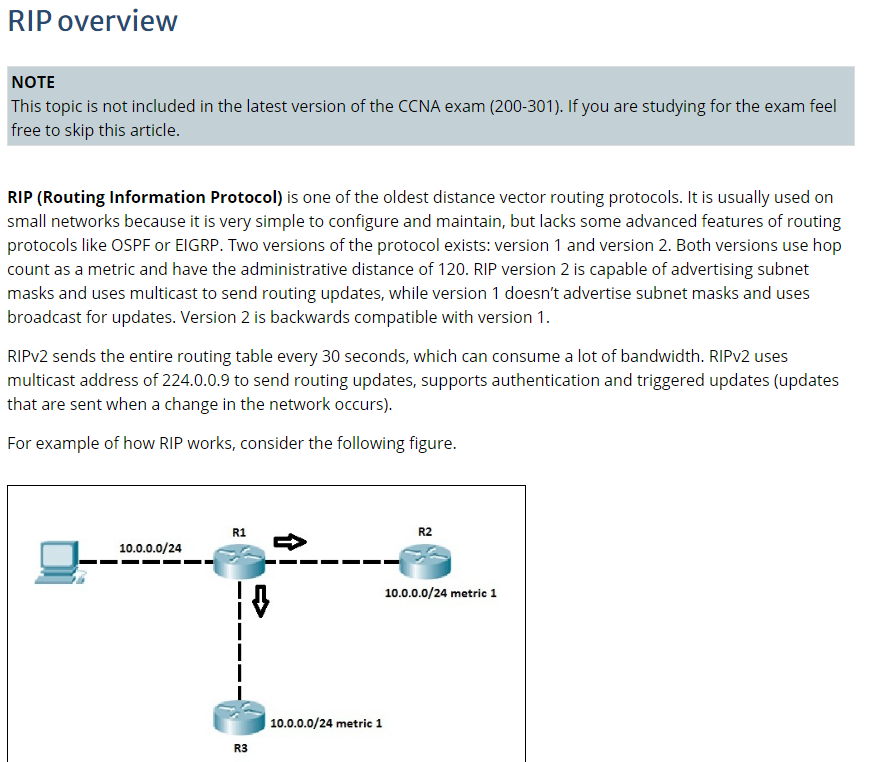 RIP overview
NOTE
This topic is not included in the latest version of the CCNA exam (200-301). If you are studying for the exam feel
free to skip this article.
RIP (Routing Information Protocol) is one of the oldest distance vector routing protocols. It is usually used on
small networks because it is very simple to configure and maintain, but lacks some advanced features of routing
protocols like OSPF or EIGRP. Two versions of the protocol exists: version 1 and version 2. Both versions use hop
count as a metric and have the administrative distance of 120. RIP version 2 is capable of advertising subnet
masks and uses multicast to send routing updates, while version 1 doesn’t advertise subnet masks and uses
broadcast for updates. Version 2 is backwards compatible with version 1.
RIPv2 sends the entire routing table every 30 seconds, which can consume a lot of bandwidth. RIPv2 uses
multicast address of 224.0.0.9 to send routing updates, supports authentication and triggered updates (updates
that are sent when a change in the network occurs).
For example of how RIP works, consider the following figure.
R1
R2
10.0.0.0/24
10.0.0.0/24 metric 1
10.0.0.0/24 metric 1
R3